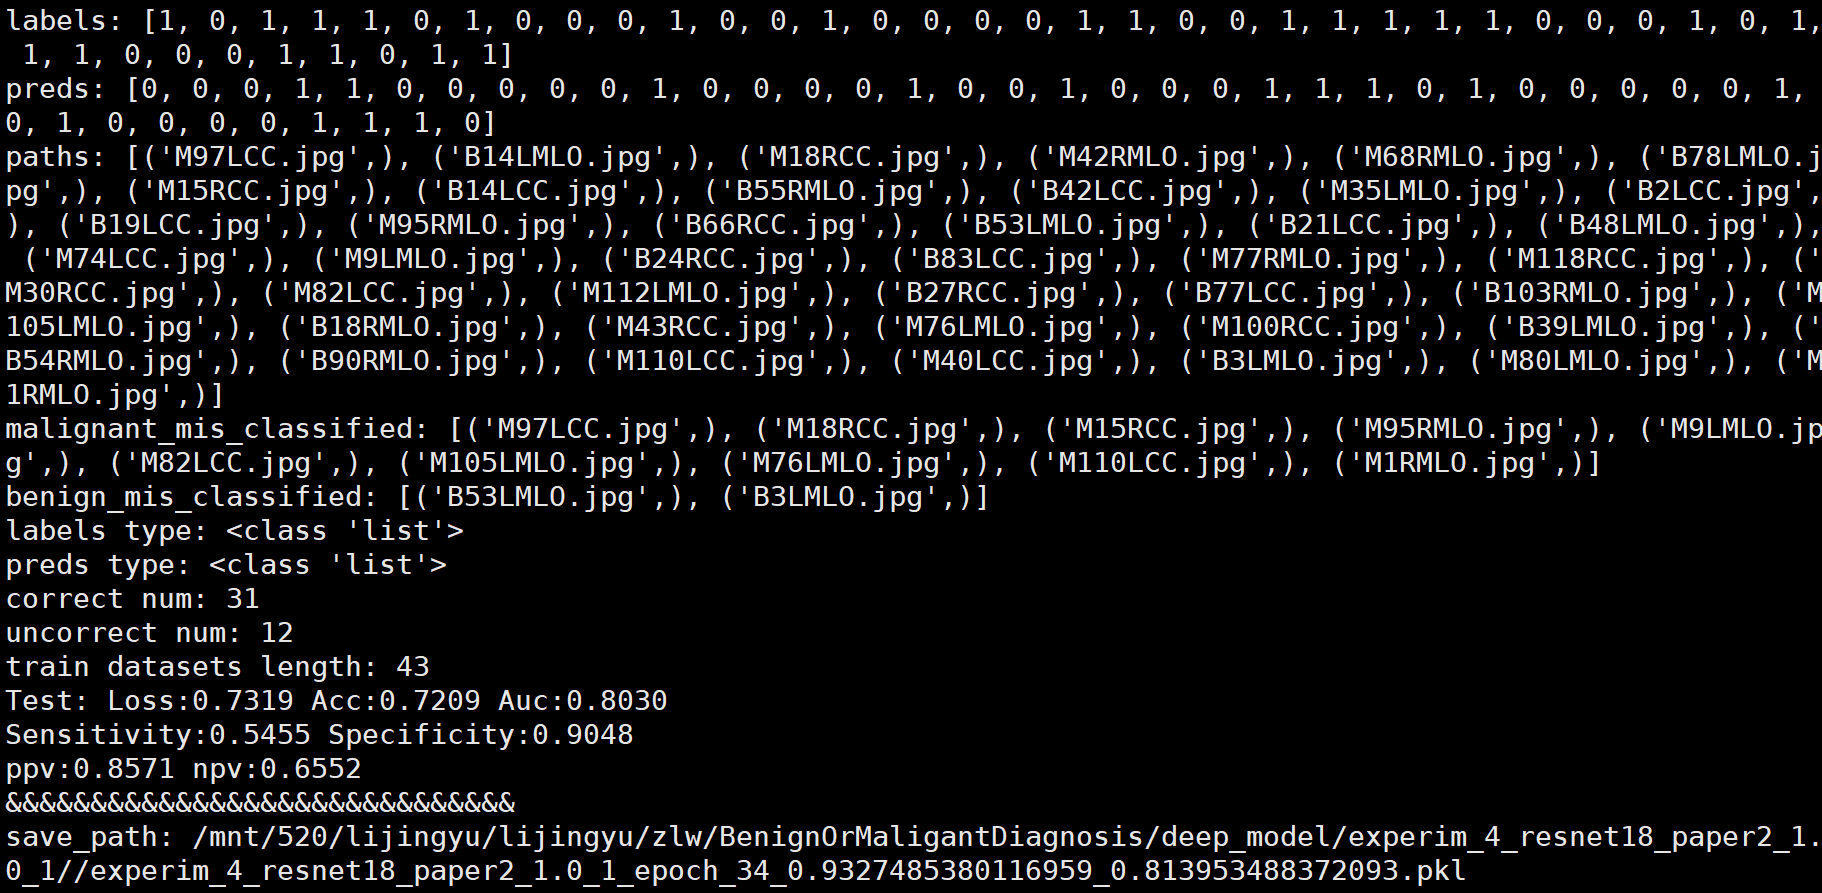 labels: [1, 0, 1, 1, 1, 0, 1, 0, 0, 0, 1, 0, 0, 1, 0, 0, 0, 0, 1, 1, 0, 0, 1, 1, 1, 1, 1, 0, 0, 0, 1, 0, 1,
 1, 1, 0, 0, 0, 1, 1, 0, 1, 1]
preds: [0, 0, 0, 1, 1, 0, 0, 0, 0, 0, 1, 0, 0, 0, 0, 1, 0, 0, 1, 0, 0, 0, 1, 1, 1, 0, 1, 0, 0, 0, 0, 0, 1,
0, 1, 0, 0, 0, 0, 1, 1, 1, 0]
paths: [('M97LCC.jpg',), ('B14LMLO.jpg',), ('M18RCC.jpg',), ('M42RMLO.jpg',), ('M68RMLO.jpg',), ('B78LMLO.j
pg',), ('M15RCC.jpg',), ('B14LCC.jpg',), ('B55RMLO.jpg',), ('B42LCC.jpg',), ('M35LMLO.jpg',), ('B2LCC.jpg',
), ('B19LCC.jpg',), ('M95RMLO.jpg',), ('B66RCC.jpg',), ('B53LMLO.jpg',), ('B21LCC.jpg',), ('B48LMLO.jpg',),
 ('M74LCC.jpg',), ('M9LMLO.jpg',), ('B24RCC.jpg',), ('B83LCC.jpg',), ('M77RMLO.jpg',), ('M118RCC.jpg',), ('
M30RCC.jpg',), ('M82LCC.jpg',), ('M112LMLO.jpg',), ('B27RCC.jpg',), ('B77LCC.jpg',), ('B103RMLO.jpg',), ('M
105LMLO.jpg',), ('B18RMLO.jpg',), ('M43RCC.jpg',), ('M76LMLO.jpg',), ('M100RCC.jpg',), ('B39LMLO.jpg',), ('
B54RMLO.jpg',), ('B90RMLO.jpg',), ('M110LCC.jpg',), ('M40LCC.jpg',), ('B3LMLO.jpg',), ('M80LMLO.jpg',), ('M
1RMLO.jpg',)]
malignant_mis_classified: [('M97LCC.jpg',), ('M18RCC.jpg',), ('M15RCC.jpg',), ('M95RMLO.jpg',), ('M9LMLO.jp
g',), ('M82LCC.jpg',), ('M105LMLO.jpg',), ('M76LMLO.jpg',), ('M110LCC.jpg',), ('M1RMLO.jpg',)]
benign_mis_classified: [('B53LMLO.jpg',), ('B3LMLO.jpg',)]
labels type: <class 'list'>
preds type: <class 'list'>
correct num: 31
uncorrect num: 12
train datasets length: 43
Test: Loss:0.7319 Acc:0.7209 Auc:0.8030
Sensitivity:0.5455 Specificity:0.9048
ppv:0.8571 npv:0.6552
&&&&&&&&&&&&&&&&&&&&&&&&&&&&&&
save_path: /mnt/520/lijingyu/lijingyu/zlw/BenignOrMaligantDiagnosis/deep_model/experim_4_resnet18_paper2_1.
0_1//experim_4_resnet18_paper2_1.0_1_epoch_34_0.9327485380116959_0.813953488372093.pkl